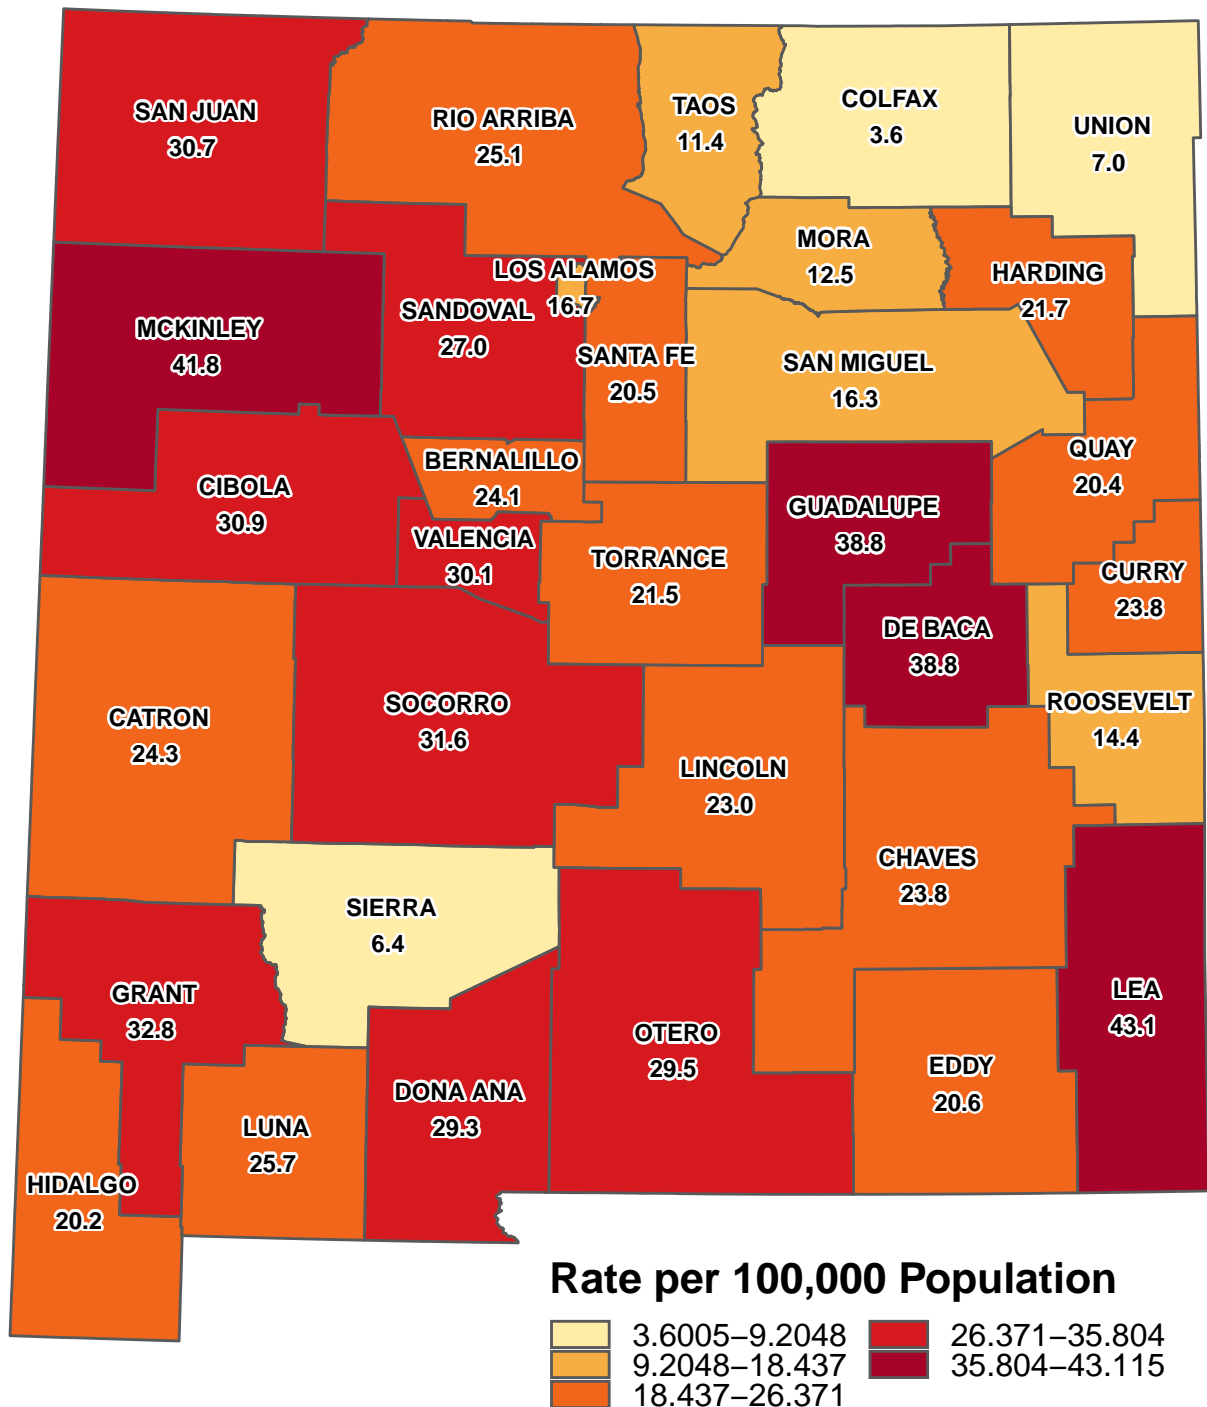 SAN JUAN
30.7
RIO ARRIBA
25.1
TAOS
11.4
COLFAX
3.6
UNION
7.0
MORA
12.5
HARDING
21.7
LOS ALAMOS
16.7
SANDOVAL
27.0
MCKINLEY
41.8
SANTA FE
20.5
SAN MIGUEL
16.3
QUAY
20.4
BERNALILLO
24.1
CIBOLA
30.9
GUADALUPE
38.8
VALENCIA
30.1
TORRANCE
21.5
CURRY
23.8
DE BACA
38.8
CATRON
24.3
SOCORRO
31.6
ROOSEVELT
14.4
LINCOLN
23.0
CHAVES
23.8
SIERRA
6.4
GRANT
32.8
OTERO
29.5
LEA
43.1
EDDY
20.6
DONA ANA
29.3
LUNA
25.7
HIDALGO
20.2
Rate per 100,000 Population
3.6005–9.2048
9.2048–18.437
18.437–26.371
26.371–35.804
35.804–43.115